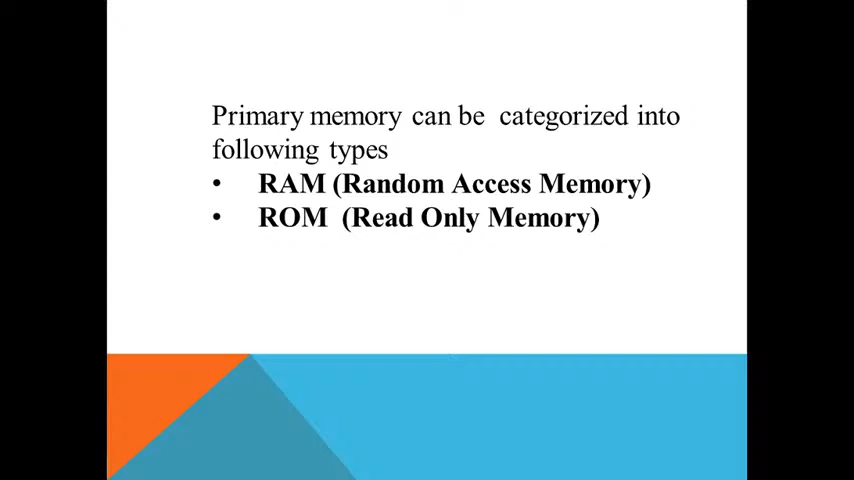 Primary memory can be  categorized into
following types
• RAM (Random Access Memory)
• ROM  (Read Only Memory)